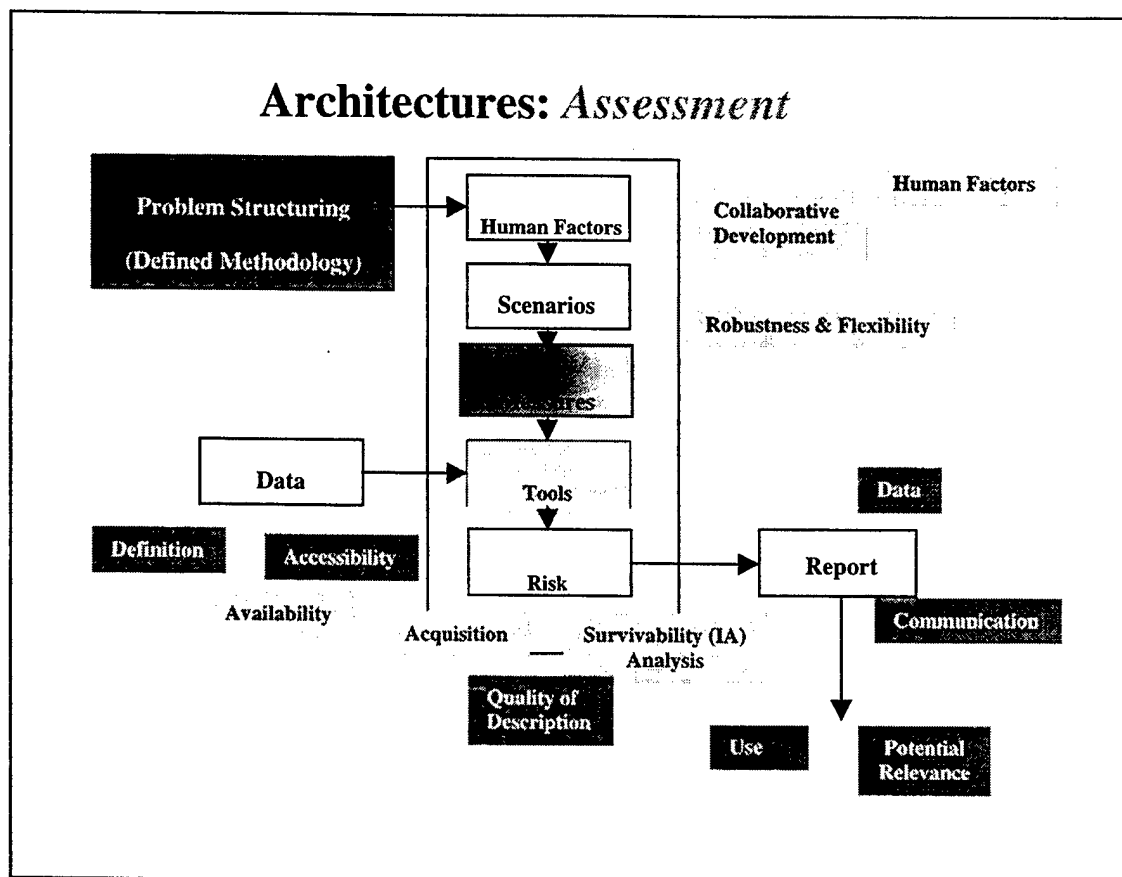 Architectures: Assessment
Problem Structuring
(Defined Methodology)
Human Factors
Human Factors
Collaborative
Development
Scenarios
Robustness & Flexibility
Data
Tools
Data
Definition
Accessibility
Risk
Report
Availability
Acquisition
Survivability (IA)
Analysis
Communication
Quality of
Description
Use
Potential
Relevance